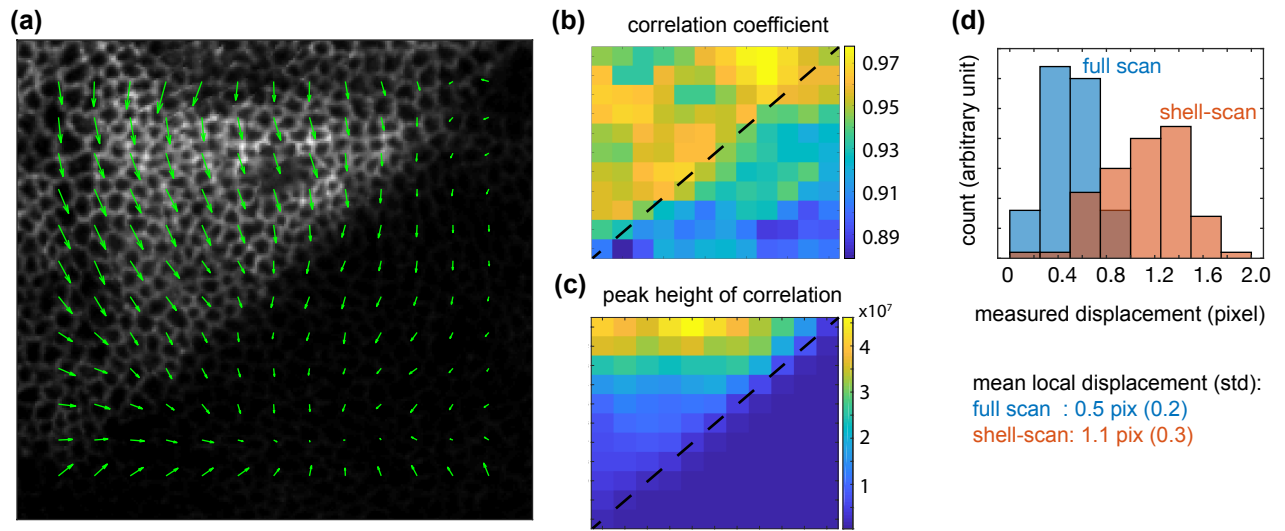 (a)
(b)
correlation coefficient
0.97
0.95
0.93
0.91
0.89
(c)
peak height of correlation
x10⁷
4
3
2
1
(d)
full scan
shell-scan
count (arbitrary unit)
0 0.4 0.8 1.2 1.6 2.0
measured displacement (pixel)
mean local displacement (std):
full scan : 0.5 pix (0.2)
shell-scan: 1.1 pix (0.3)